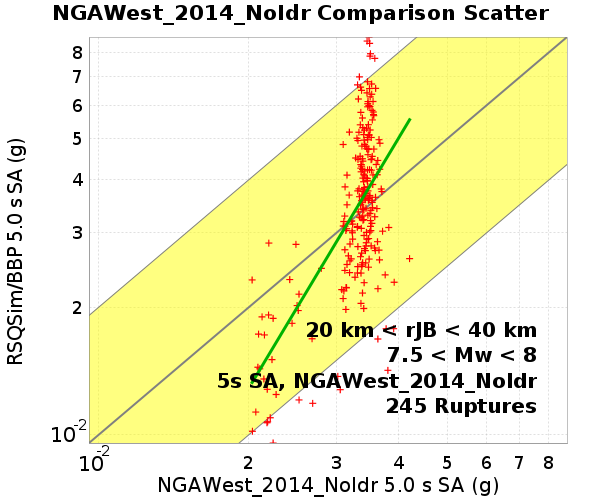 NGAWest_2014_NoIdr Comparison Scatter
RSQSim/BBP 5.0 s SA (g)
8
7
6
5
4
3
2
10-2
20 km < rJB < 40 km
7.5 < Mw < 8
5s SA, NGAWest_2014_NoIdr
245 Ruptures
10-2 2 3 4 5 6 7 8
NGAWest_2014_NoIdr 5.0 s SA (g)